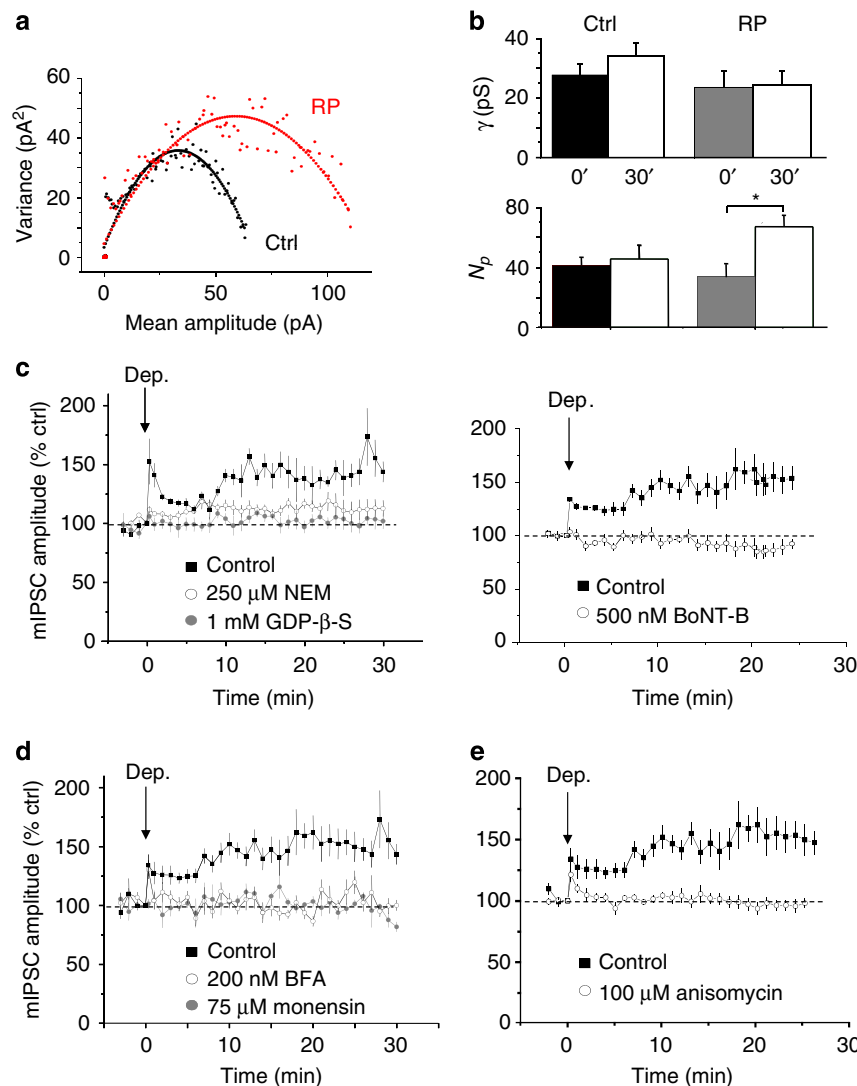 a
60
40
20
0
Variance (pA²)
RP
Ctrl
0
50
100
Mean amplitude (pA)
b
Ctrl
RP
40
20
0
γ (pS)
0′
30′
0′
30′
80
40
0
Np
*
c
Dep.
200
150
100
50
0
mIPSC amplitude (% ctrl)
Control
250 μM NEM
1 mM GDP-β-S
0
10
20
30
Time (min)
Dep.
200
150
100
50
0
Control
500 nM BoNT-B
0
10
20
30
Time (min)
d
Dep.
200
150
100
50
0
mIPSC amplitude (% ctrl)
Control
200 nM BFA
75 μM monensin
0
10
20
30
Time (min)
e
Dep.
200
150
100
50
0
Control
100 μM anisomycin
0
10
20
30
Time (min)